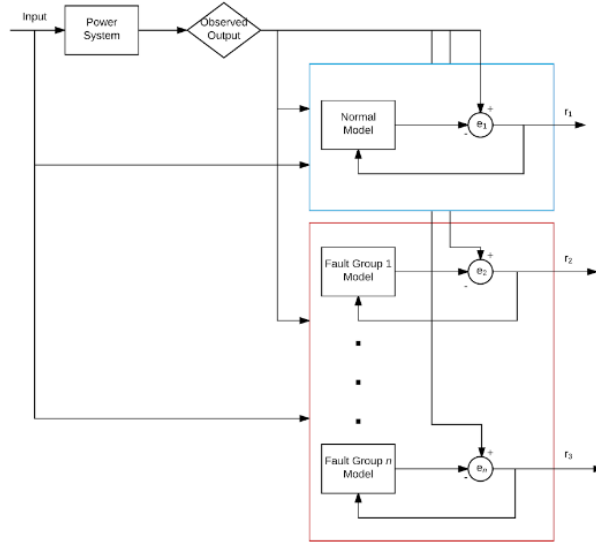 Input
Power
System
Observed
Output
Normal
Model
+
-
e1
r1
Fault Group 1
Model
+
-
e2
r2
Fault Group n
Model
+
-
en
r3